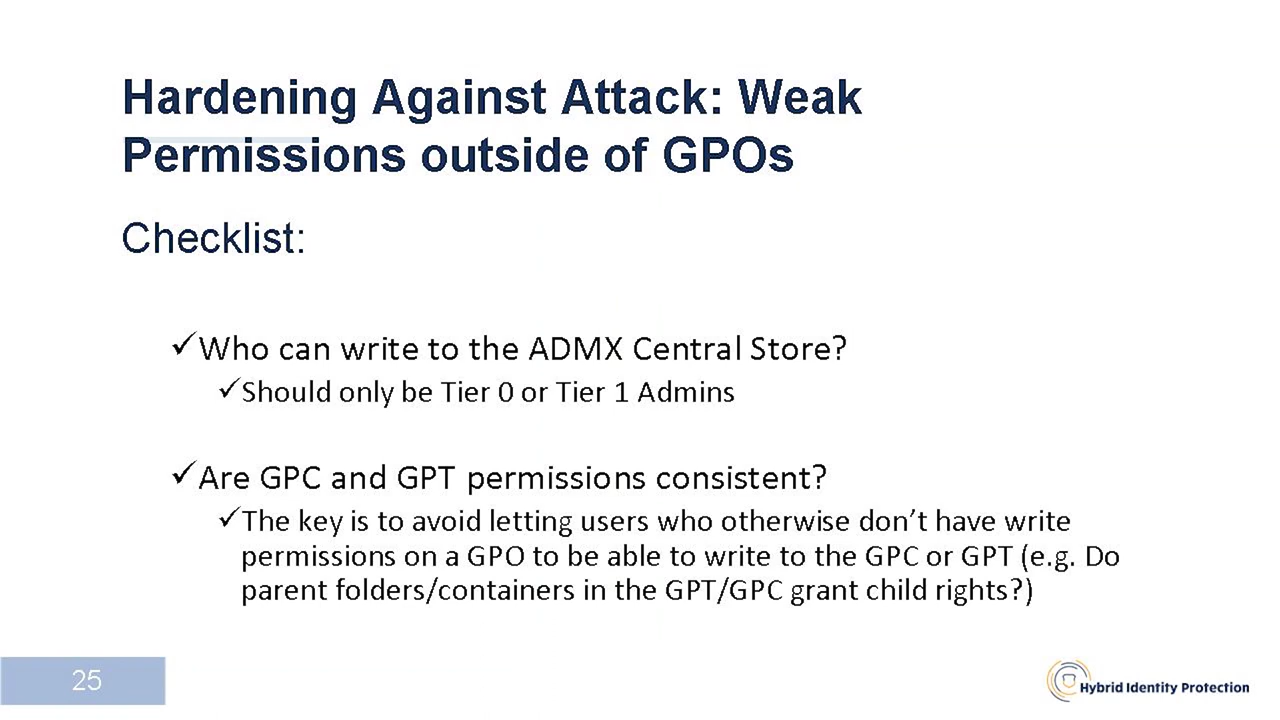 Hardening Against Attack: Weak
Permissions outside of GPOs
Checklist:
✓Who can write to the ADMX Central Store?
✓Should only be Tier 0 or Tier 1 Admins
✓Are GPC and GPT permissions consistent?
✓The key is to avoid letting users who otherwise don’t have write
permissions on a GPO to be able to write to the GPC or GPT (e.g. Do
parent folders/containers in the GPT/GPC grant child rights?)
25
Hybrid Identity Protection